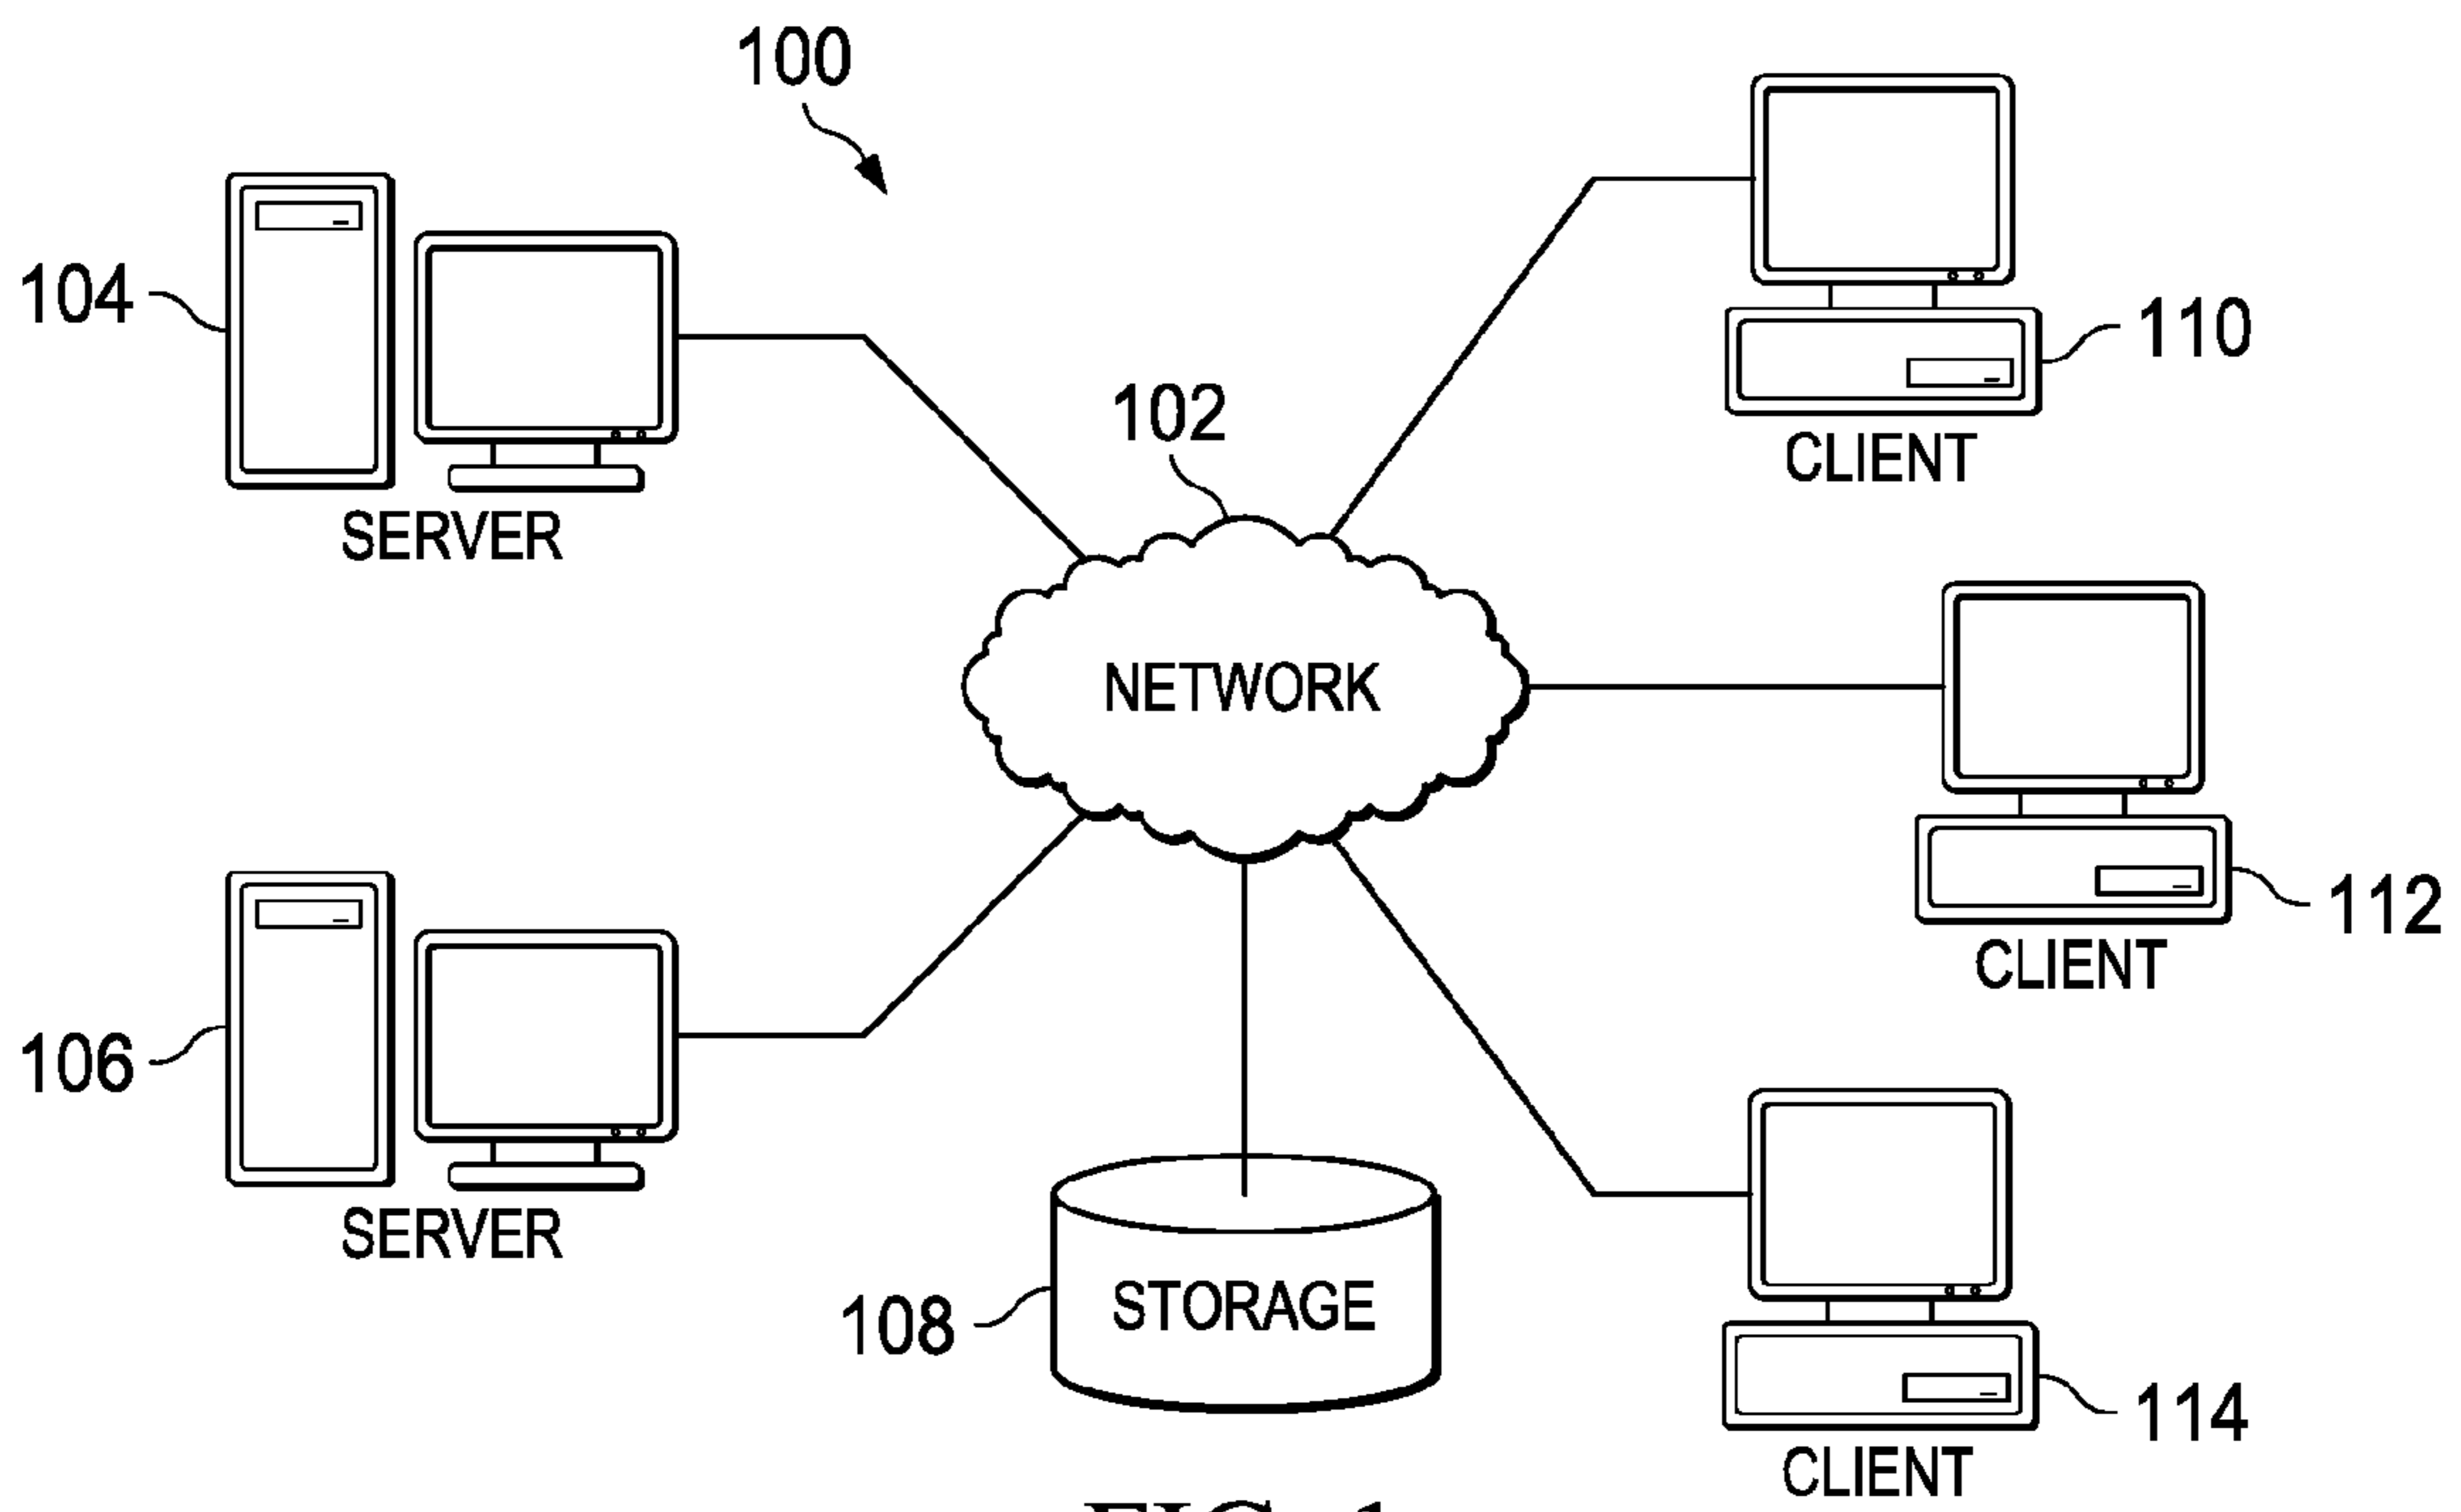 100
104
SERVER
110
CLIENT
102
NETWORK
112
CLIENT
106
SERVER
108
STORAGE
114
CLIENT